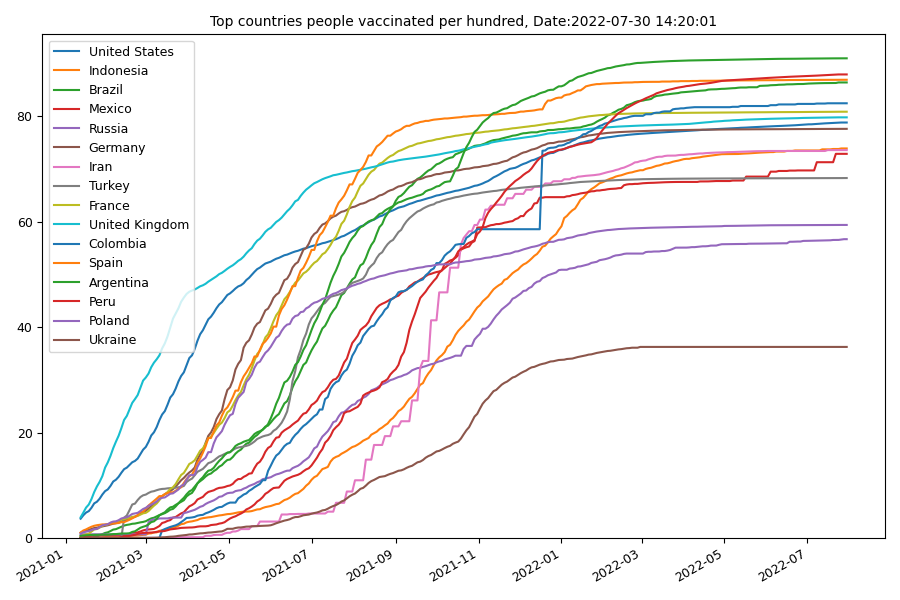 Top countries people vaccinated per hundred, Date:2022-07-30 14:20:01
United States
Indonesia
Brazil
Mexico
Russia
Germany
Iran
Turkey
France
United Kingdom
Colombia
Spain
Argentina
Peru
Poland
Ukraine
80
60
40
20
0
2021-01
2021-03
2021-05
2021-07
2021-09
2021-11
2022-01
2022-03
2022-05
2022-07